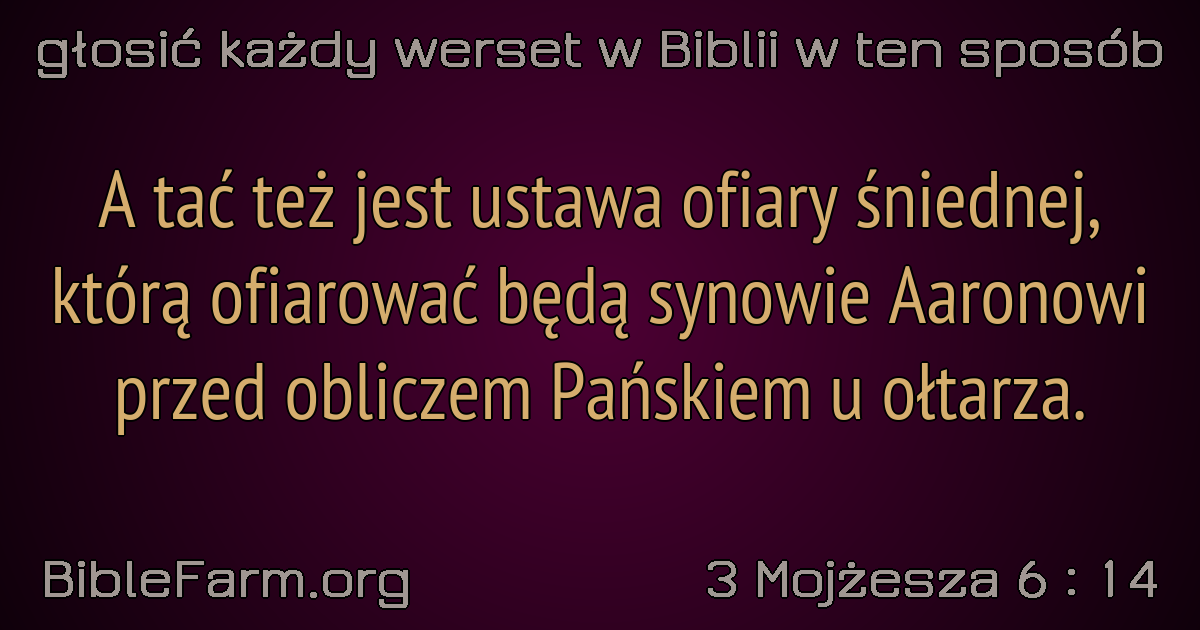 głosić każdy werset w Biblii w ten sposób
A tać też jest ustawa ofiary śniednej,
którą ofiarować będą synowie Aaronowi
przed obliczem Pańskiem u ołtarza.
BibleFarm.org
3 Mojżesza 6 : 14